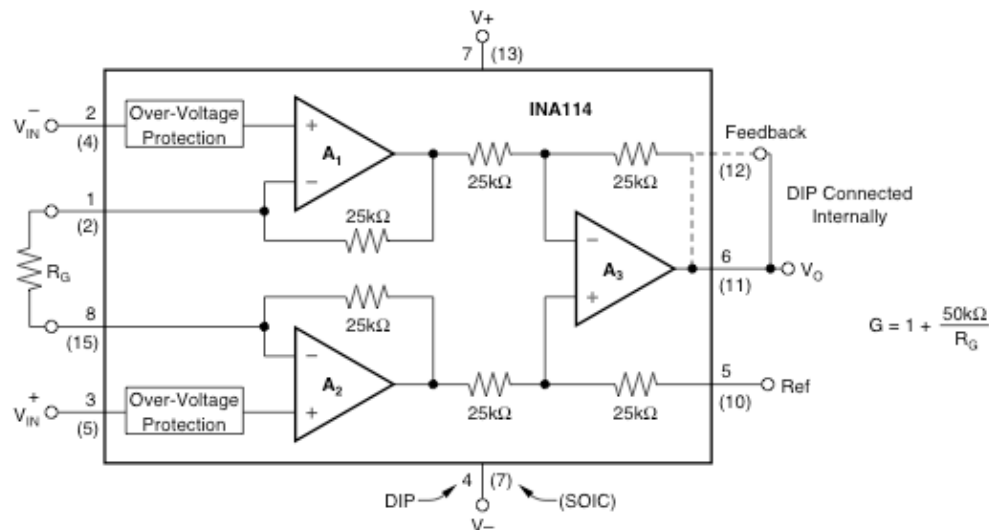 V+
7 (13)
INA114
V⁻IN
2
(4)
Over-Voltage
Protection
+
A1
−
25kΩ
25kΩ
Feedback
(12)
DIP Connected
Internally
1
(2)
25kΩ
RG
−
A3
+
6
(11)
VO
G = 1 + 50kΩ
RG
8
(15)
25kΩ
−
A2
+
25kΩ
25kΩ
5
(10)
Ref
V⁺IN
3
(5)
Over-Voltage
Protection
DIP
4 (7)
(SOIC)
V−